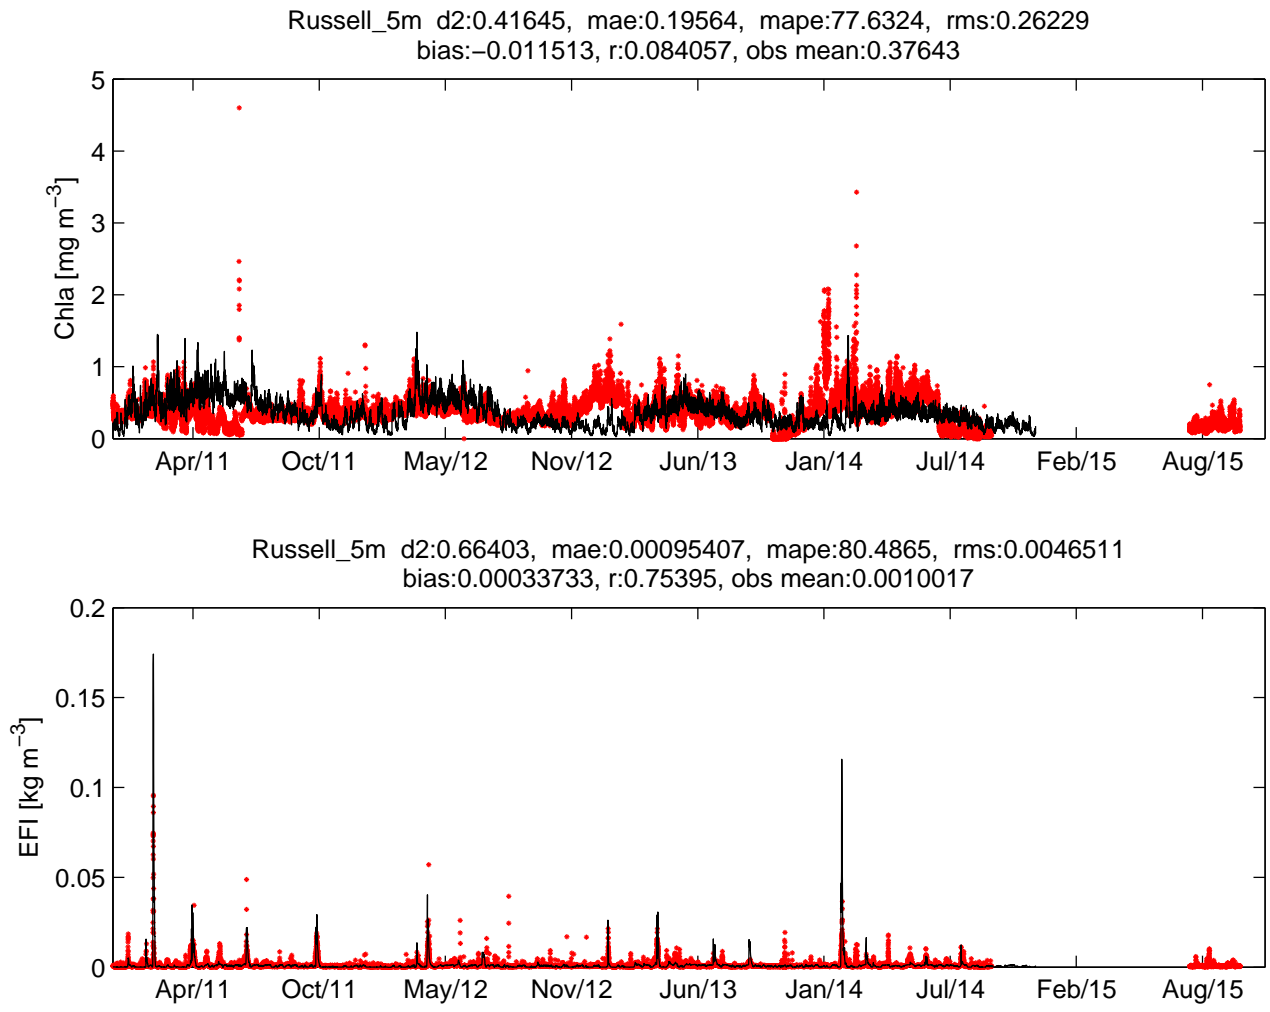 Russell_5m  d2:0.41645,  mae:0.19564,  mape:77.6324,  rms:0.26229
bias:−0.011513, r:0.084057, obs mean:0.37643
5
4
3
2
1
0
Chla [mg m⁻³]
Apr/11 Oct/11 May/12 Nov/12 Jun/13 Jan/14 Jul/14 Feb/15 Aug/15
Russell_5m  d2:0.66403,  mae:0.00095407,  mape:80.4865,  rms:0.0046511
bias:0.00033733, r:0.75395, obs mean:0.0010017
0.2
0.15
0.1
0.05
0
EFI [kg m⁻³]
Apr/11 Oct/11 May/12 Nov/12 Jun/13 Jan/14 Jul/14 Feb/15 Aug/15